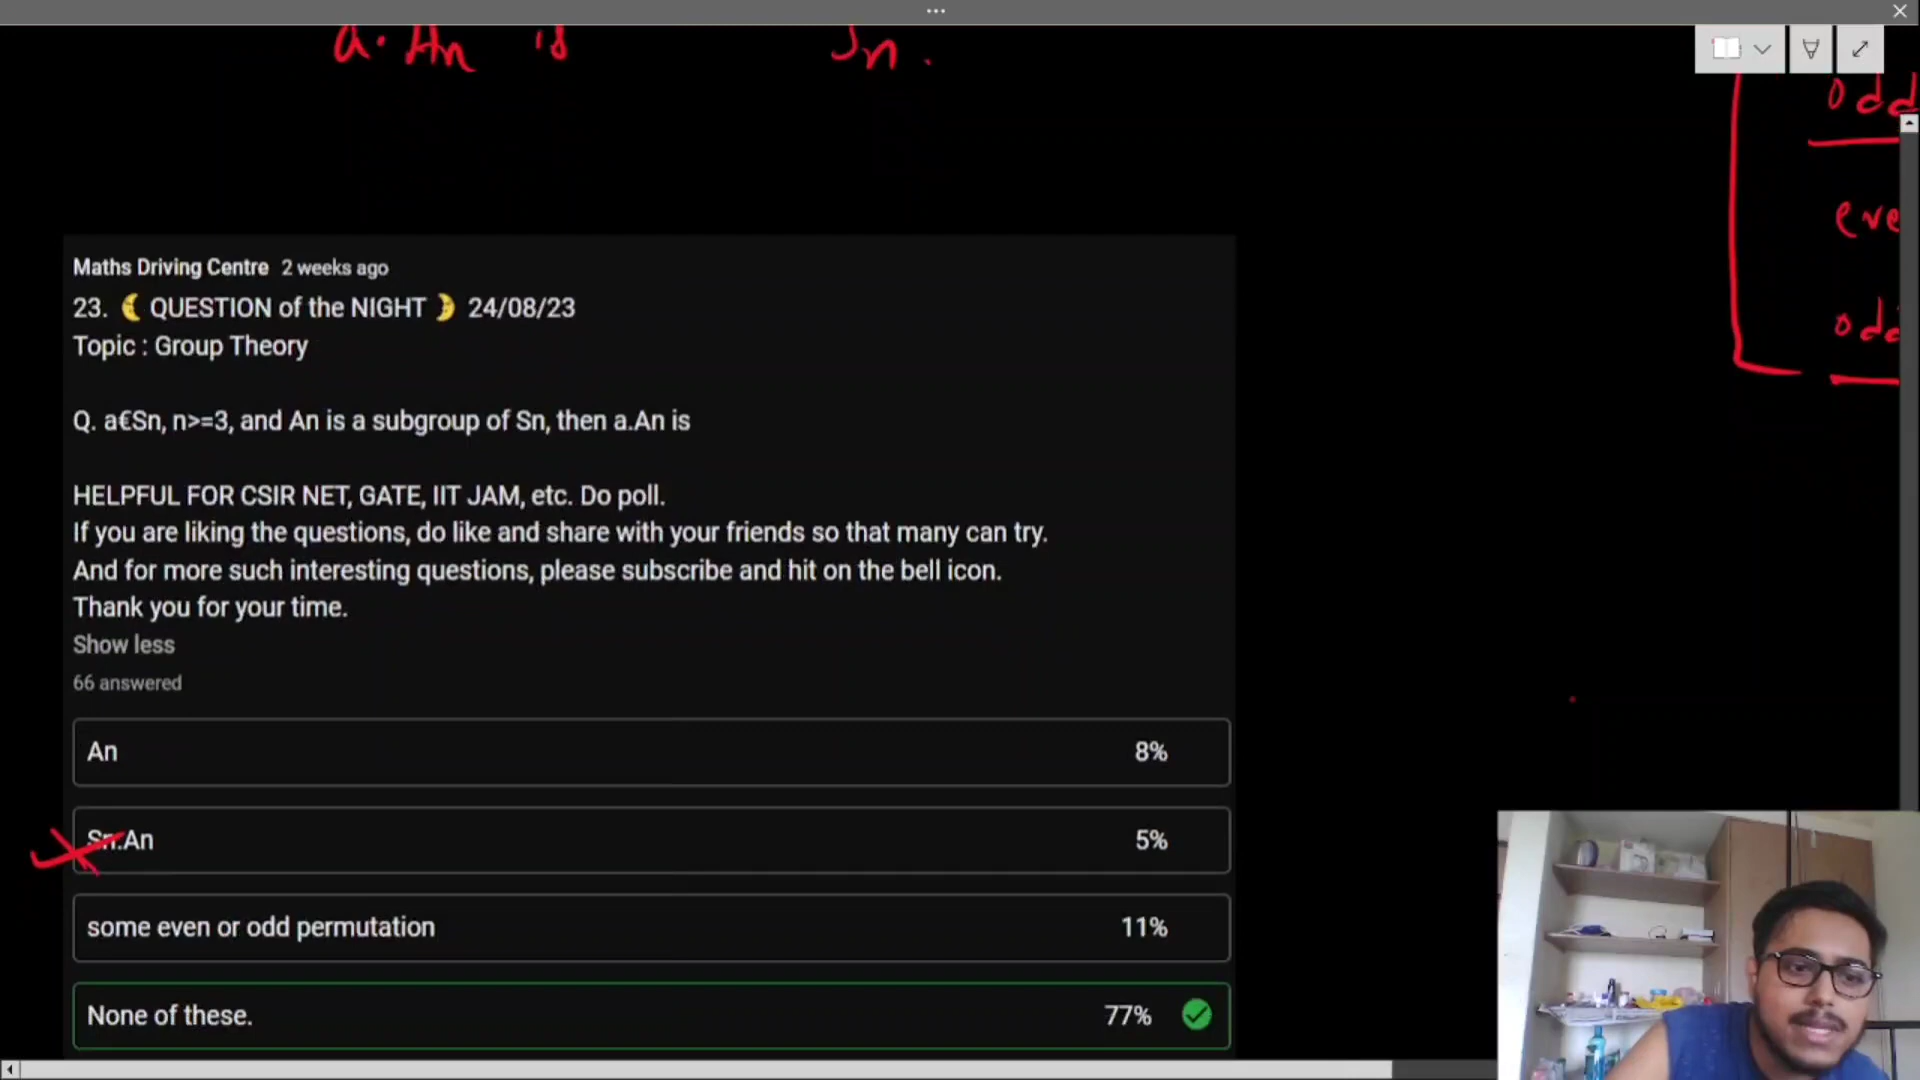 a. An is Sn.
odd
eve
odd
Maths Driving Centre 2 weeks ago
23. 🌜 QUESTION of the NIGHT 🌛 24/08/23
Topic : Group Theory
Q. a€Sn, n>=3, and An is a subgroup of Sn, then a.An is
HELPFUL FOR CSIR NET, GATE, IIT JAM, etc. Do poll.
If you are liking the questions, do like and share with your friends so that many can try.
And for more such interesting questions, please subscribe and hit on the bell icon.
Thank you for your time.
Show less
66 answered
An 8%
Sn.An 5%
some even or odd permutation 11%
None of these. 77%